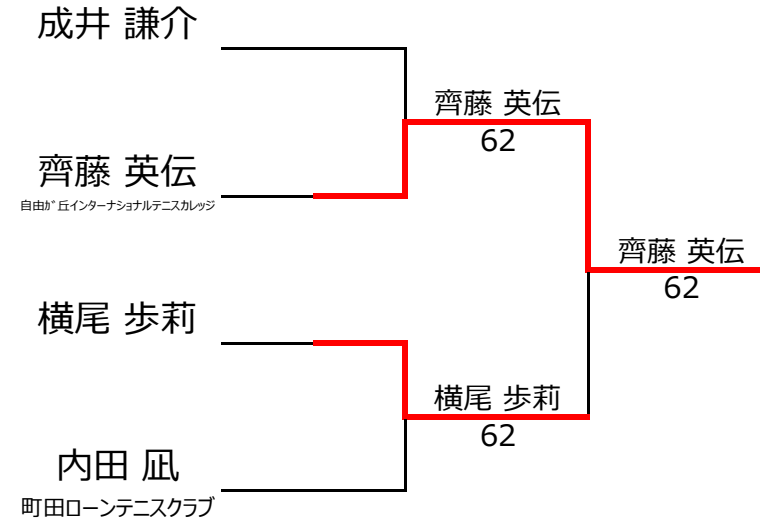 成井 謙介
齊藤 英伝
62
齊藤 英伝
自由が丘インターナショナルテニスカレッジ
齊藤 英伝
62
横尾 歩莉
横尾 歩莉
62
内田 凪
町田ローンテニスクラブ